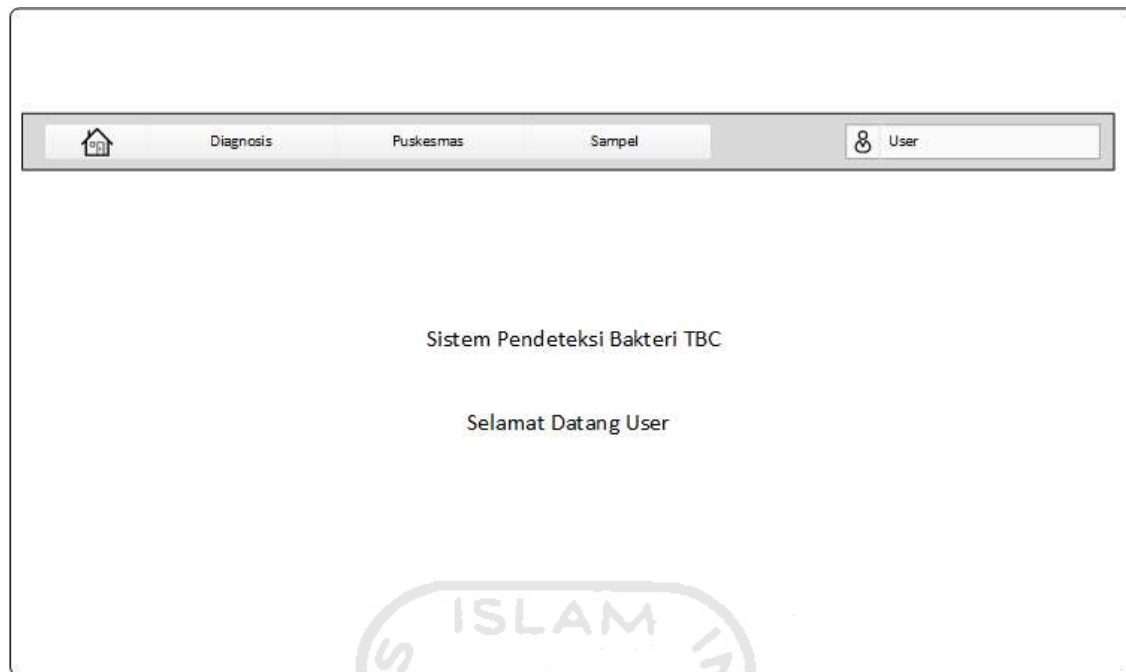 Diagnosis Puskesmas Sampel User
Sistem Pendeteksi Bakteri TBC
Selamat Datang User
ISLAM